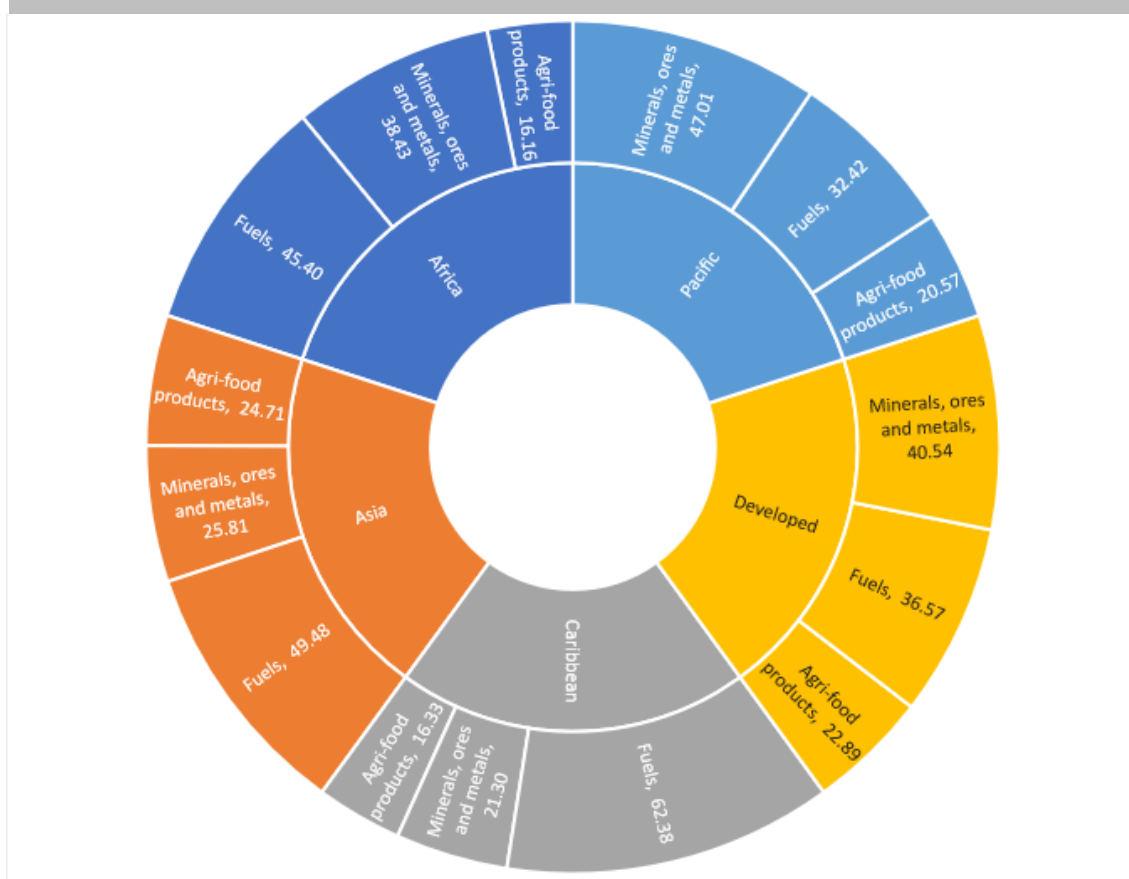 Pacific
Minerals, ores
and metals,
47.01
Fuels, 32.42
Agri-food
products, 20.57
Developed
Minerals, ores
and metals,
40.54
Fuels, 36.57
Agri-food
products, 22.89
Caribbean
Fuels, 62.38
Minerals, ores
and metals,
21.30
Agri-food
products, 16.33
Asia
Fuels, 49.48
Minerals, ores
and metals,
25.81
Agri-food
products, 24.71
Africa
Fuels, 45.40
Minerals, ores
and metals,
38.43
Agri-food
products, 16.16